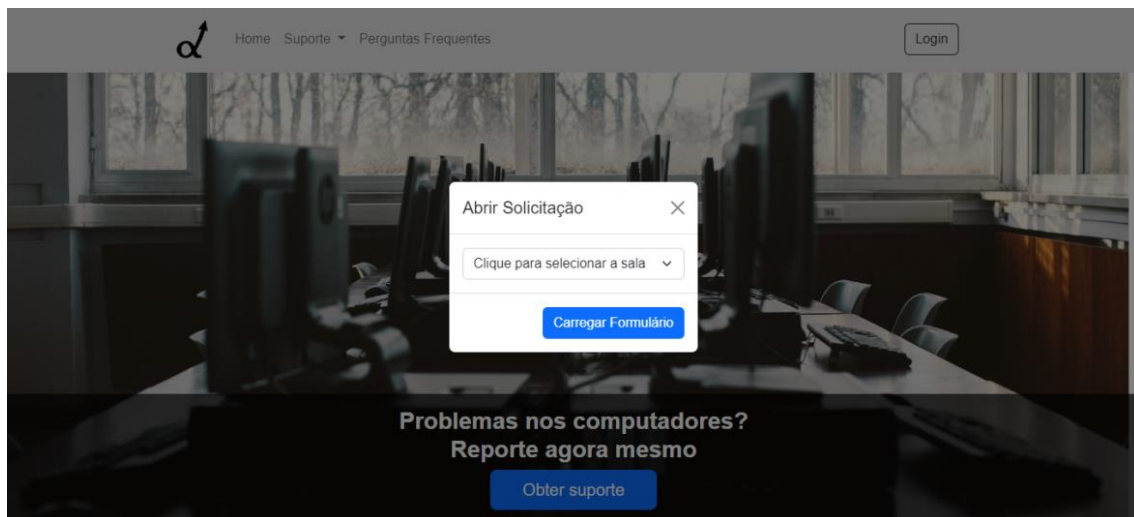 Home Suporte Perguntas Frequentes Login
Abrir Solicitação
Clique para selecionar a sala
Carregar Formulário
Problemas nos computadores?
Reporte agora mesmo
Obter suporte